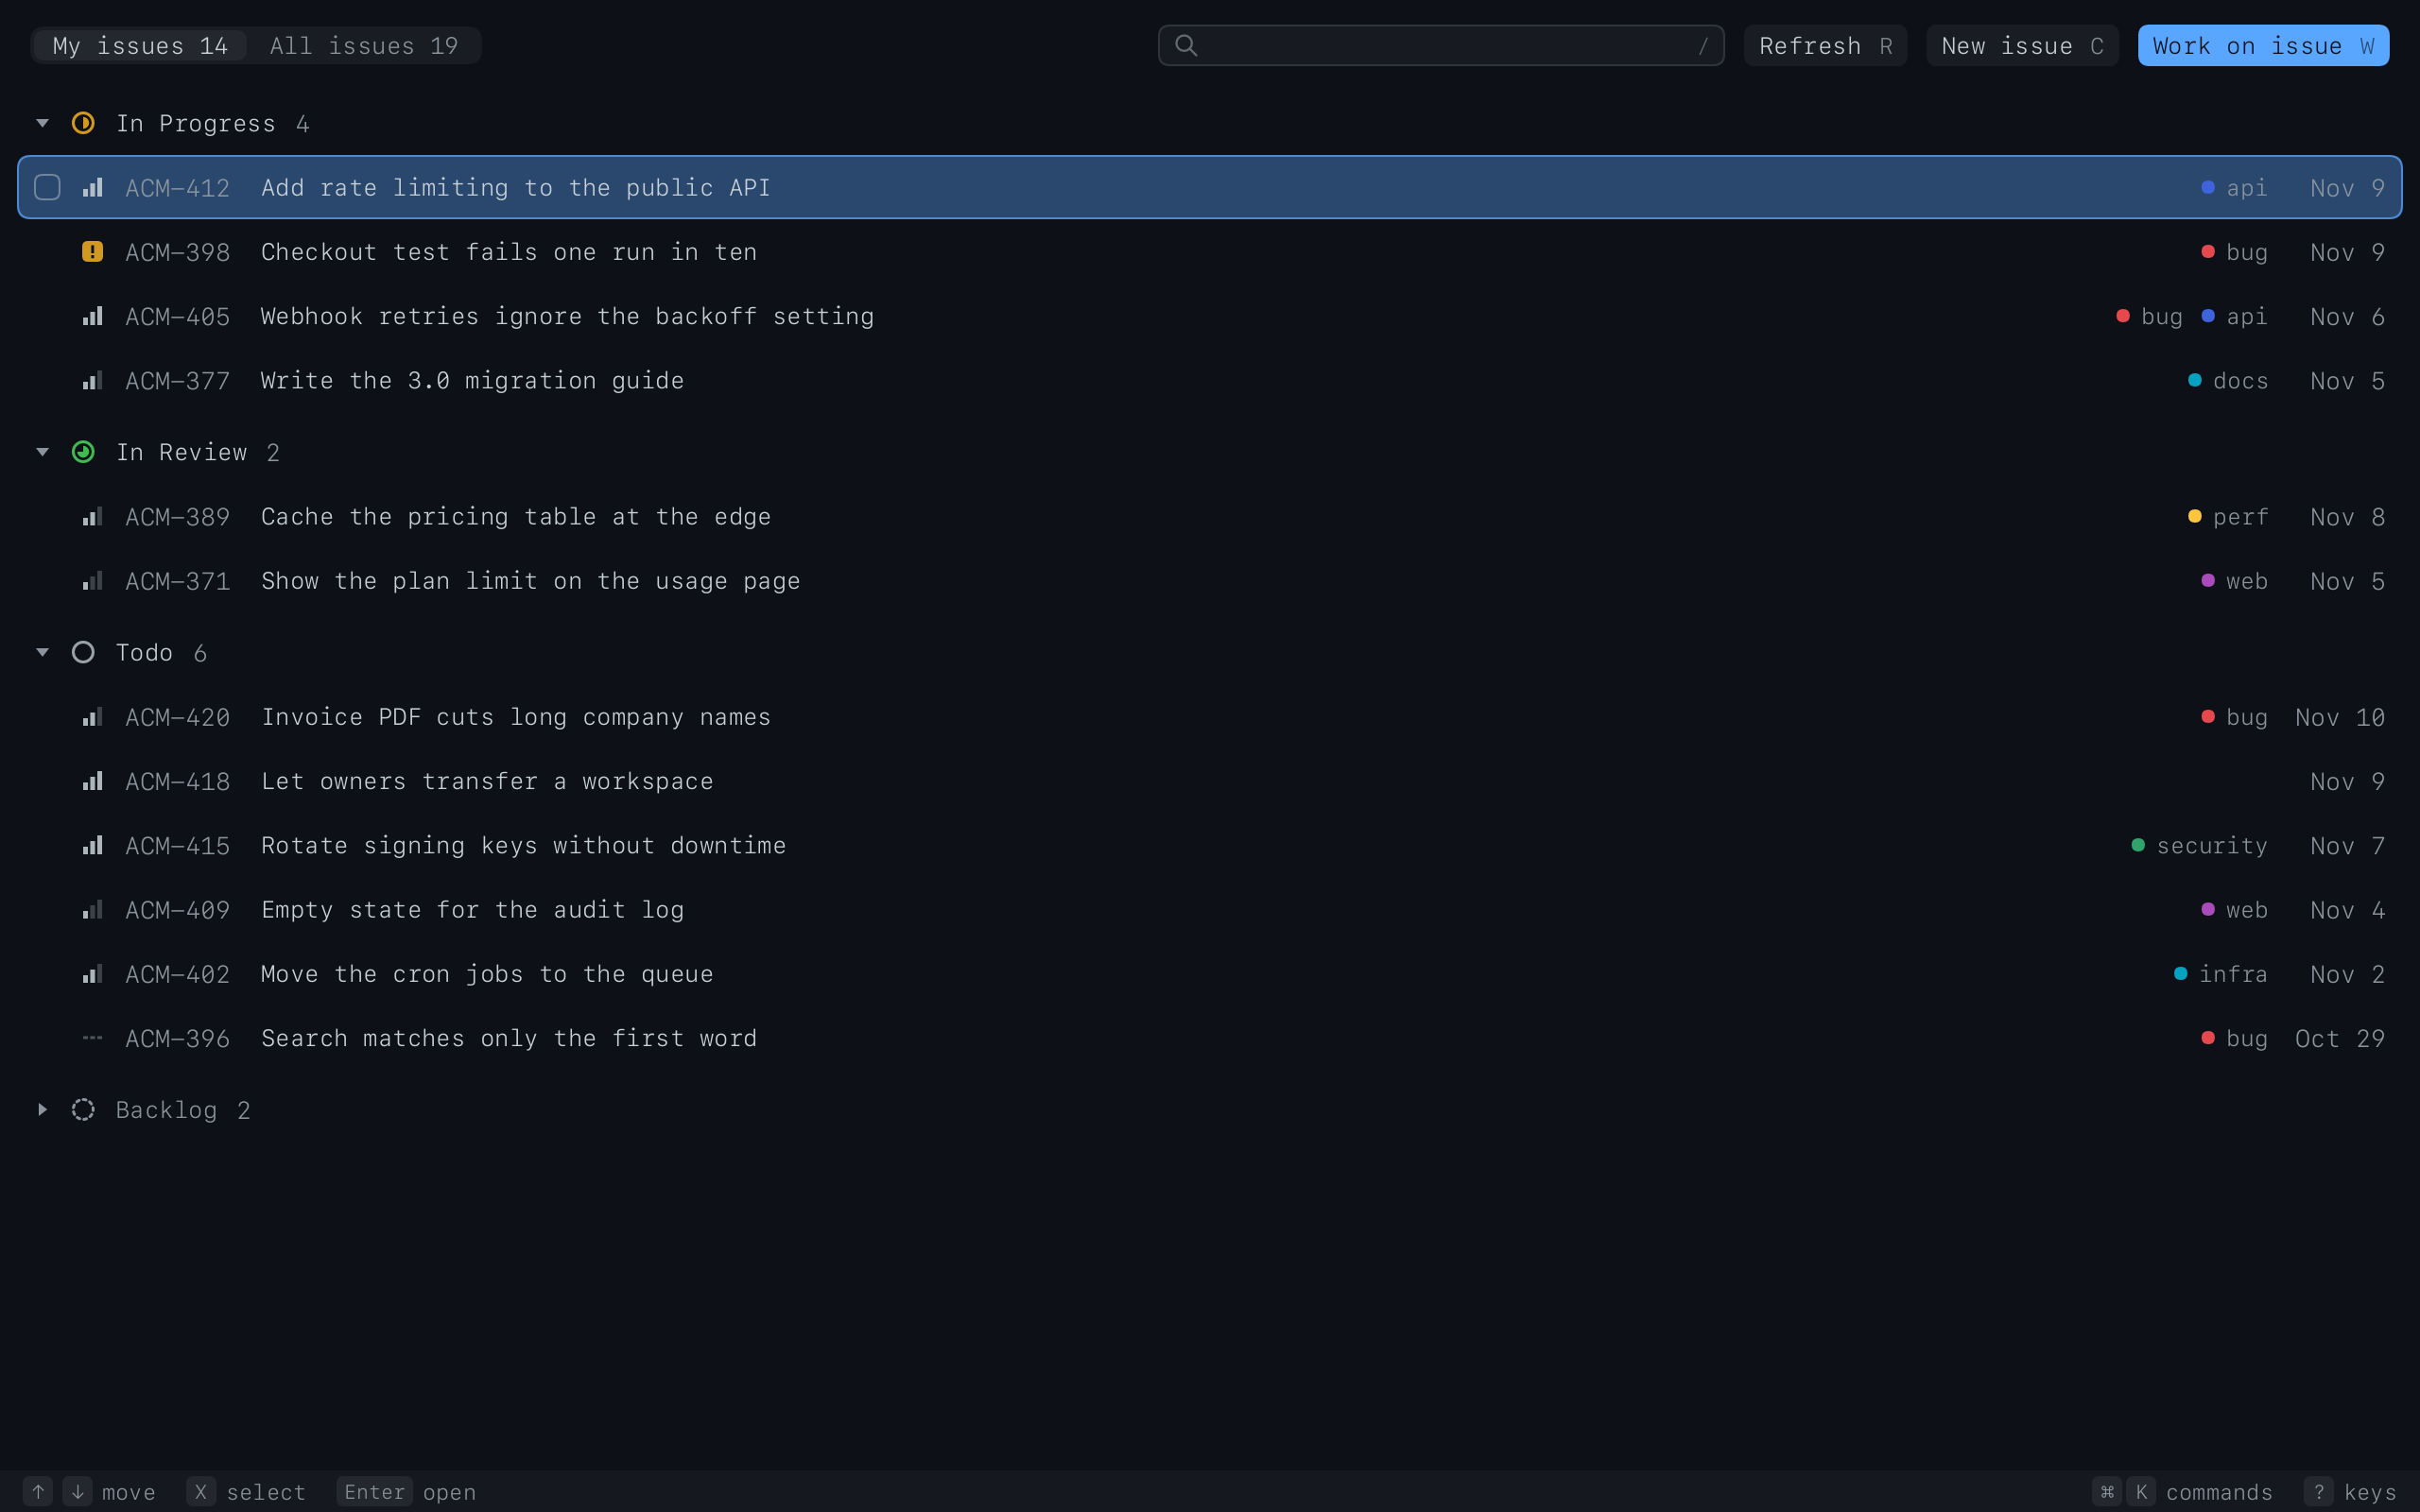 My issues 14 All issues 19 / Refresh R New issue C Work on issue W
In Progress 4
ACM-412 Add rate limiting to the public API api Nov 9
ACM-398 Checkout test fails one run in ten bug Nov 9
ACM-405 Webhook retries ignore the backoff setting bug api Nov 6
ACM-377 Write the 3.0 migration guide docs Nov 5
In Review 2
ACM-389 Cache the pricing table at the edge perf Nov 8
ACM-371 Show the plan limit on the usage page web Nov 5
Todo 6
ACM-420 Invoice PDF cuts long company names bug Nov 10
ACM-418 Let owners transfer a workspace Nov 9
ACM-415 Rotate signing keys without downtime security Nov 7
ACM-409 Empty state for the audit log web Nov 4
ACM-402 Move the cron jobs to the queue infra Nov 2
ACM-396 Search matches only the first word bug Oct 29
Backlog 2
↑ ↓ move X select Enter open ⌘ K commands ? keys